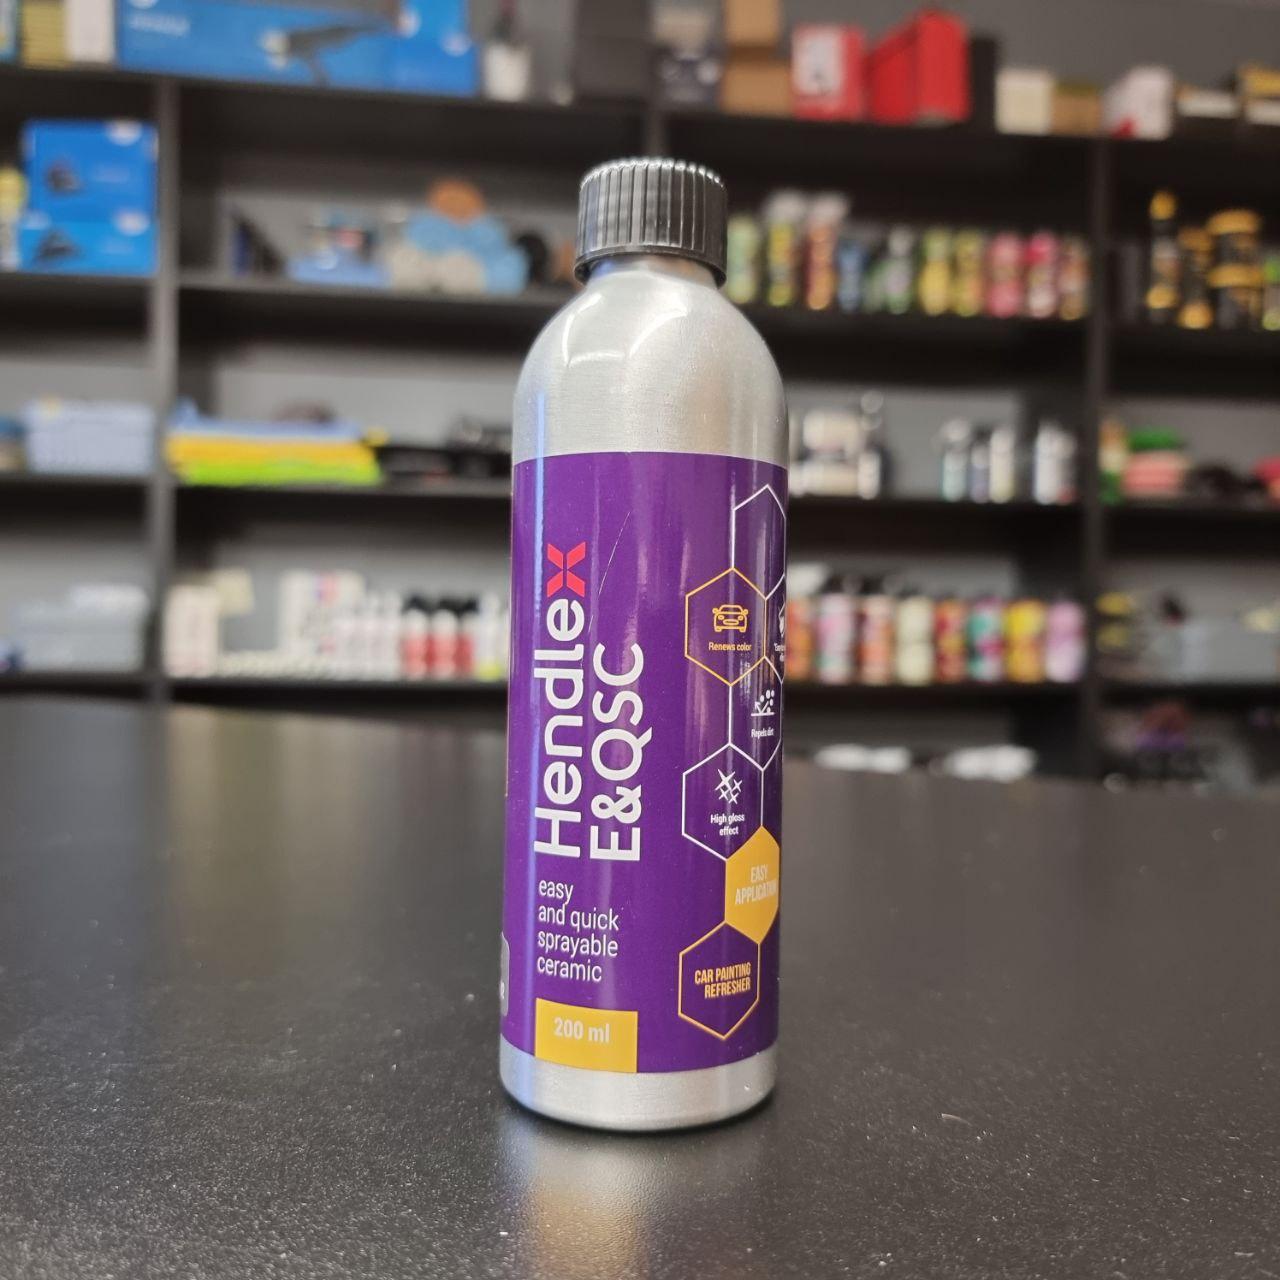 Hendlex
E&QSC
easy
and quick
sprayable
ceramic
200 ml
Renews color
Repels dirt
High gloss
effect
EASY
APPLICATION
CAR PAINTING
REFRESHER